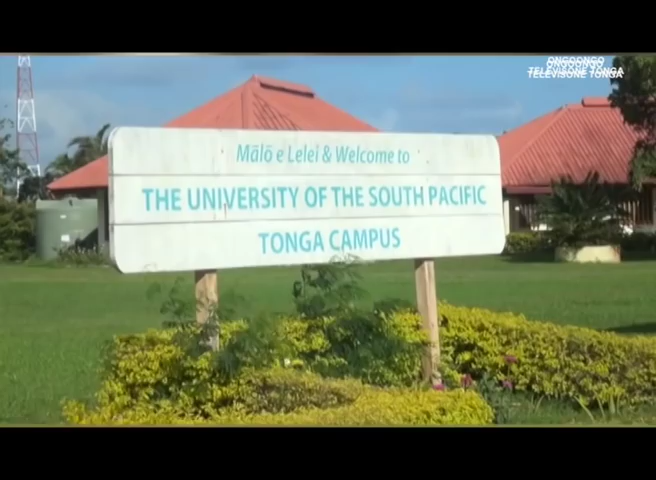 ONGOONGO
TELEVISONE TONGA
Mālō e Lelei & Welcome to
THE UNIVERSITY OF THE SOUTH PACIFIC
TONGA CAMPUS